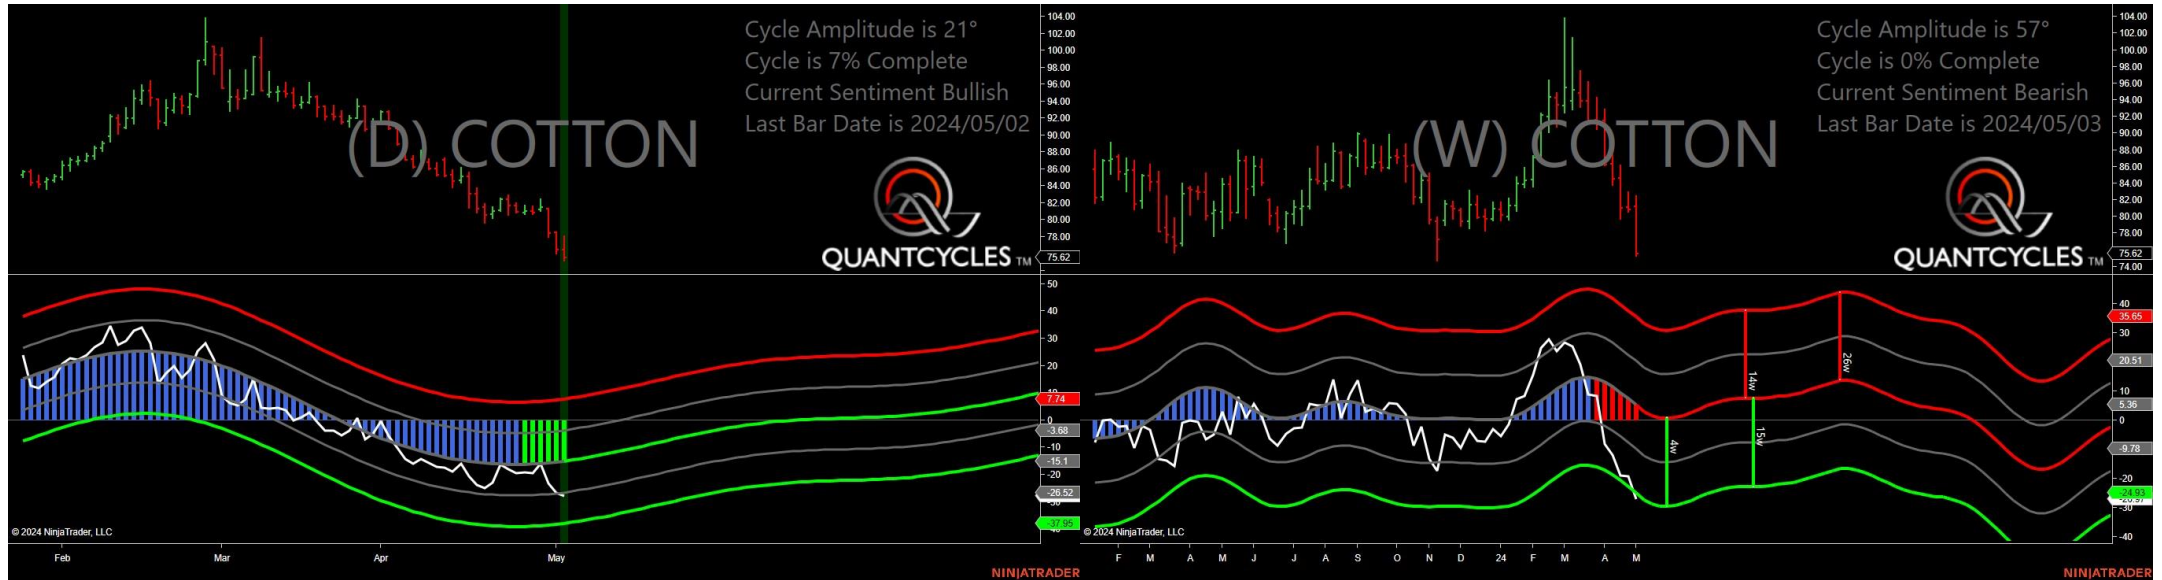 Cycle Amplitude is 21°
Cycle is 7% Complete
Current Sentiment Bullish
Last Bar Date is 2024/05/02
(D) COTTON
QUANTCYCLES TM
104.00
102.00
100.00
98.00
96.00
94.00
92.00
90.00
88.00
86.00
84.00
82.00
80.00
78.00
75.62
50
40
30
20
10
7.74
0
-3.68
-10
-15.1
-20
-26.52
-37.95
© 2024 NinjaTrader, LLC
Feb Mar Apr May
NINJATRADER
Cycle Amplitude is 57°
Cycle is 0% Complete
Current Sentiment Bearish
Last Bar Date is 2024/05/03
(W) COTTON
QUANTCYCLES TM
104.00
102.00
100.00
98.00
96.00
94.00
92.00
90.00
88.00
86.00
84.00
82.00
80.00
78.00
75.62
74.00
40
35.65
30
20.51
10
5.36
0
-9.78
-20
-24.93
-30
-40
4w
14w
15w
26w
© 2024 NinjaTrader, LLC
F M A M J J A S O N D 24 F M A M
NINJATRADER